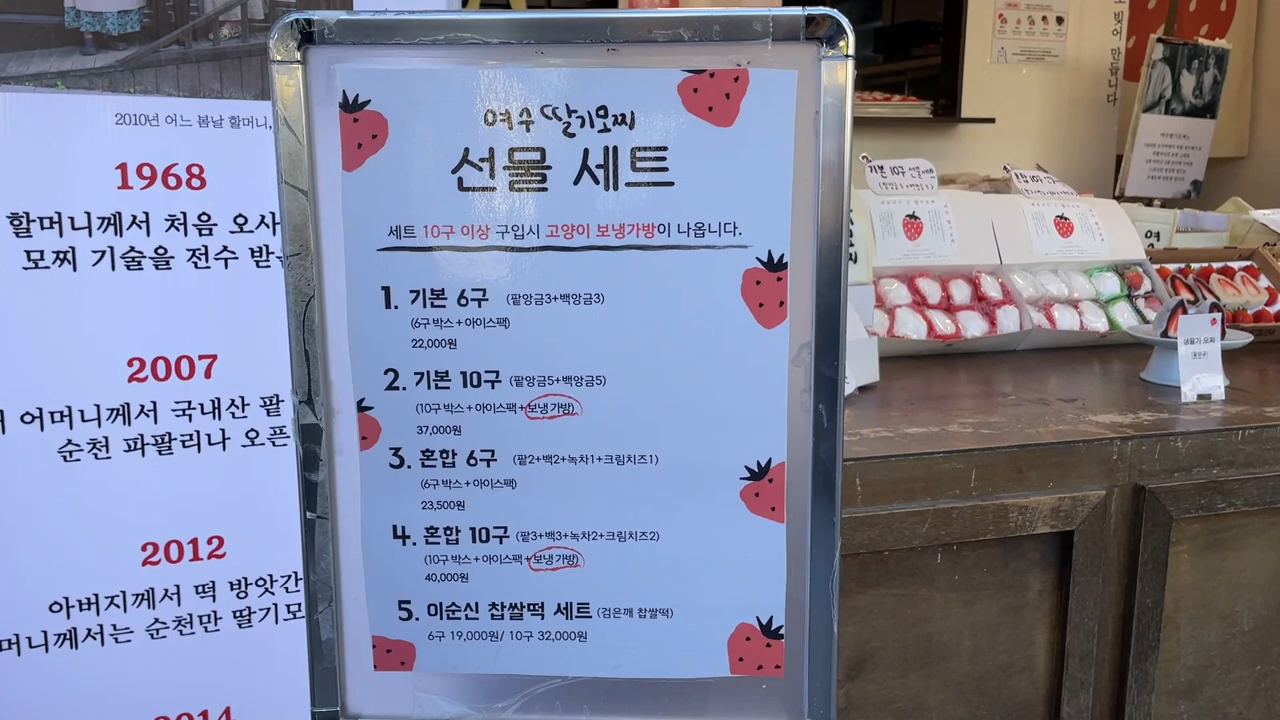 2010년 어느 봄날 할머니,
1968
할머니께서 처음 오사
모찌 기술을 전수 받
2007
어머니께서 국내산 팥
순천 파팔리나 오픈
2012
아버지께서 떡 방앗간
머니께서는 순천만 딸기모
2014
여수 딸기모찌
선물 세트
세트 10구 이상 구입시 고양이 보냉가방이 나옵니다.
1. 기본 6구 (팥앙금3+백앙금3)
(6구 박스 + 아이스팩)
22,000원
2. 기본 10구 (팥앙금5+백앙금5)
(10구 박스 + 아이스팩 + 보냉 가방)
37,000원
3. 혼합 6구 (팥2+백2+녹차1+크림치즈1)
(6구 박스 + 아이스팩)
23,500원
4. 혼합 10구 (팥3+백3+녹차2+크림치즈2)
(10구 박스 + 아이스팩 + 보냉 가방)
40,000원
5. 이순신 찹쌀떡 세트 (검은깨 찹쌀떡)
6구 19,000원/ 10구 32,000원
빚어 만듭니다
생딸기 모찌